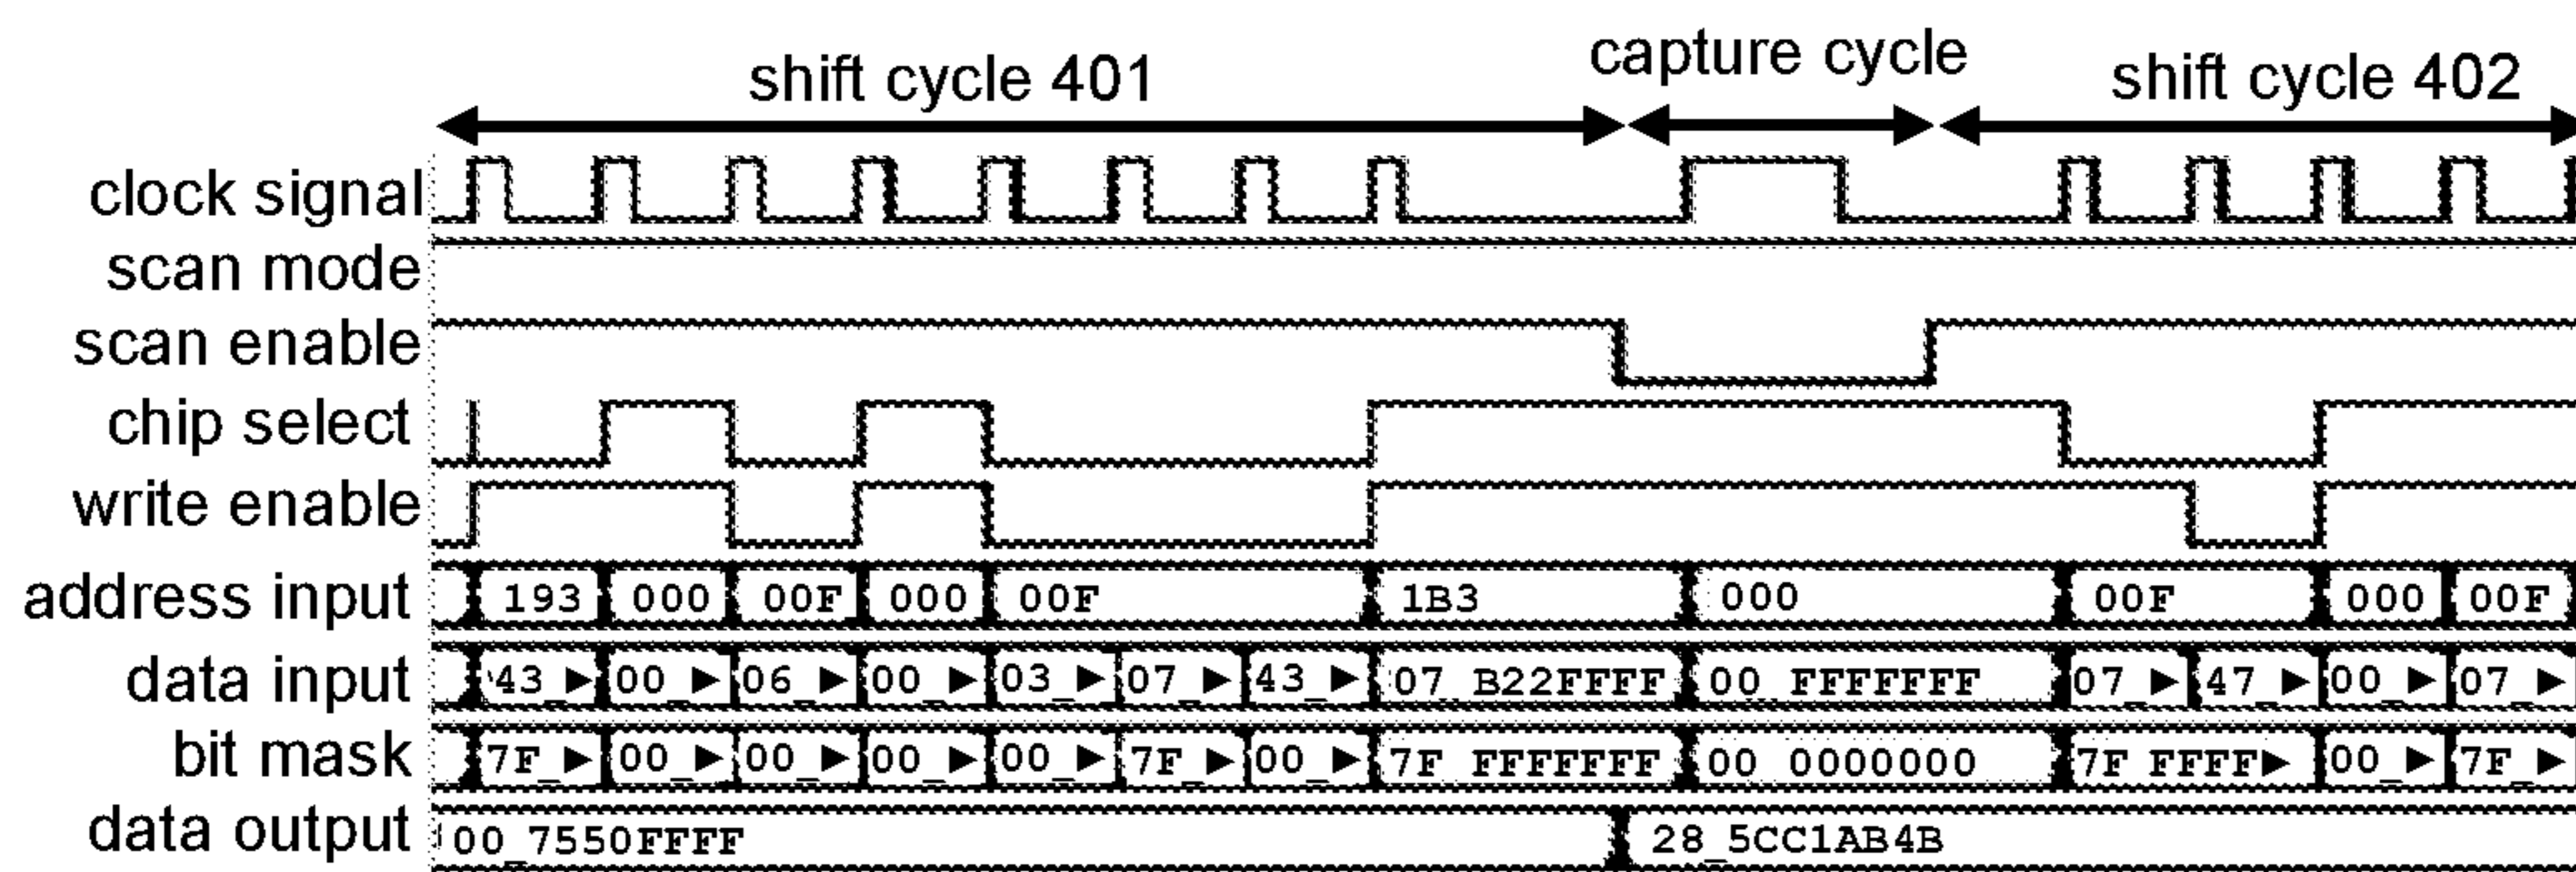 shift cycle 401 capture cycle shift cycle 402
clock signal
scan mode
scan enable
chip select
write enable
address input 193 000 00F 000 00F 1B3 000 00F 000 00F
data input 43_▶ 00_▶ 06_▶ 00_▶ 03_▶ 07_▶ 43_▶ 07_B22FFFF 00_FFFFFFF 07_▶ 47_▶ 00_▶ 07_▶
bit mask 7F_▶ 00_▶ 00_▶ 00_▶ 00_▶ 7F_▶ 00_▶ 7F_FFFFFFF 00_0000000 7F_FFFF▶ 00_▶ 7F_▶
data output 00_7550FFFF 28_5CC1AB4B